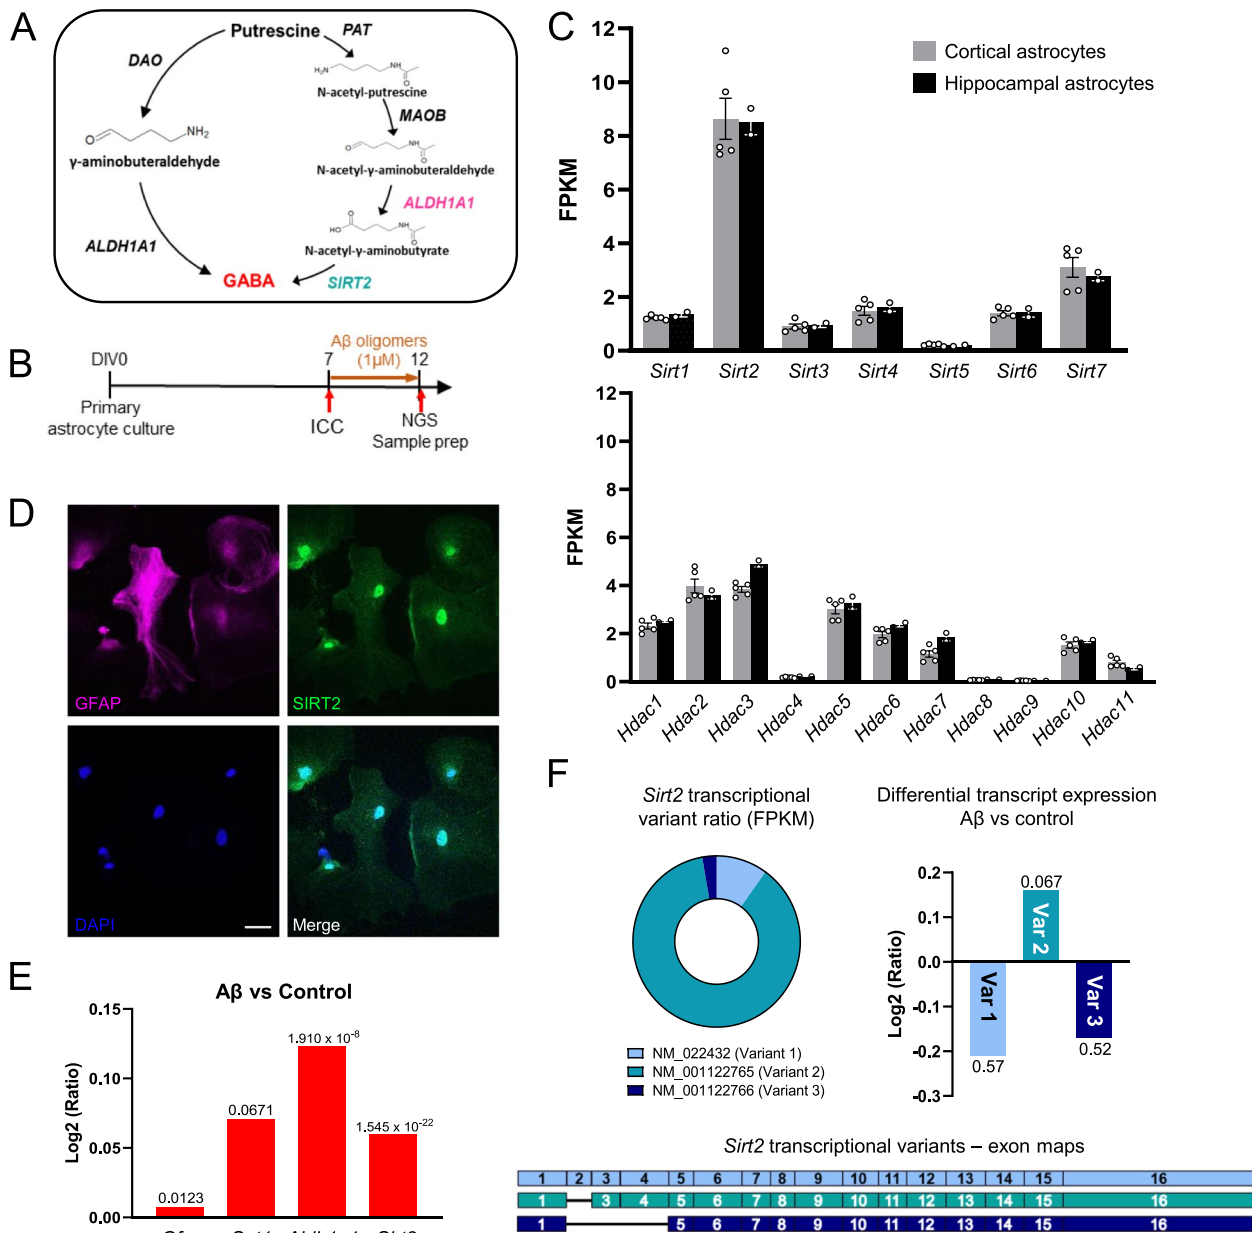 A
Putrescine
PAT
DAO
H₂N
NH
O
N-acetyl-putrescine
MAOB
O
NH₂
γ-aminobuteraldehyde
O
NH
O
N-acetyl-γ-aminobuteraldehyde
ALDH1A1
O
HO
NH
O
N-acetyl-γ-aminobutyrate
ALDH1A1
GABA
SIRT2
B
DIV0
7
Aβ oligomers
(1μM)
12
Primary
astrocyte culture
ICC
NGS
Sample prep
C
Cortical astrocytes
Hippocampal astrocytes
FPKM
12
10
8
6
4
2
0
Sirt1 Sirt2 Sirt3 Sirt4 Sirt5 Sirt6 Sirt7
FPKM
12
10
8
6
4
2
0
Hdac1 Hdac2 Hdac3 Hdac4 Hdac5 Hdac6 Hdac7 Hdac8 Hdac9 Hdac10 Hdac11
D
GFAP
SIRT2
DAPI
Merge
E
Aβ vs Control
Log2 (Ratio)
0.15
0.10
0.05
0.00
0.0123
0.0671
1.910 x 10⁻⁸
1.545 x 10⁻²²
F
Sirt2 transcriptional
variant ratio (FPKM)
NM_022432 (Variant 1)
NM_001122765 (Variant 2)
NM_001122766 (Variant 3)
Differential transcript expression
Aβ vs control
Log2 (Ratio)
0.2
0.1
0.0
-0.1
-0.2
-0.3
0.067
Var 1
Var 2
Var 3
0.57
0.52
Sirt2 transcriptional variants – exon maps
1 2 3 4 5 6 7 8 9 10 11 12 13 14 15 16
1 3 4 5 6 7 8 9 10 11 12 13 14 15 16
1 5 6 7 8 9 10 11 12 13 14 15 16